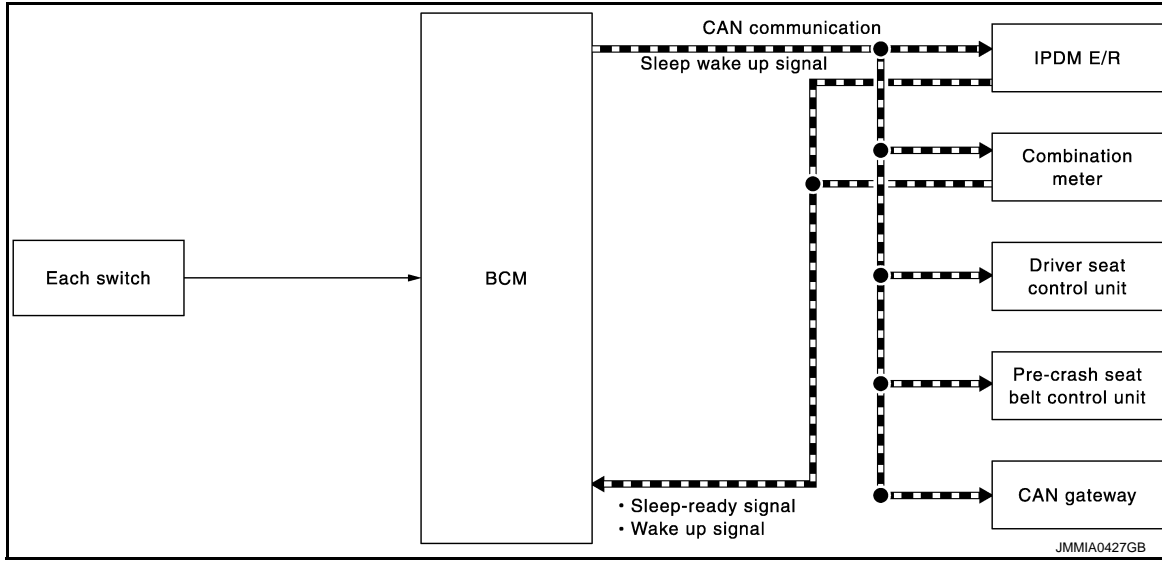 CAN communication
Sleep wake up signal
IPDM E/R
Combination
meter
Each switch
BCM
Driver seat
control unit
Pre-crash seat
belt control unit
・Sleep-ready signal
・Wake up signal
CAN gateway
JMMIA0427GB